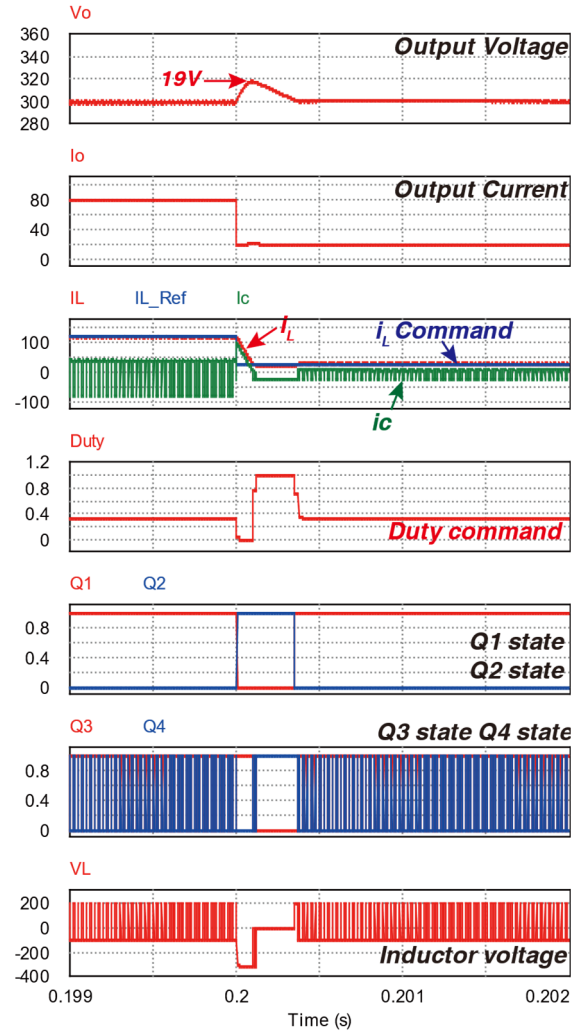 Vo
360
340
320
300
280
Output Voltage
19V
Io
80
40
0
Output Current
IL IL_Ref Ic
100
0
-100
IL
iL Command
ic
Duty
1.2
0.8
0.4
0
Duty command
Q1 Q2
0.8
0.4
0
Q1 state
Q2 state
Q3 Q4
Q3 state Q4 state
0.8
0.4
0
VL
200
0
-200
-400
Inductor voltage
0.199 0.2 0.201 0.202
Time (s)